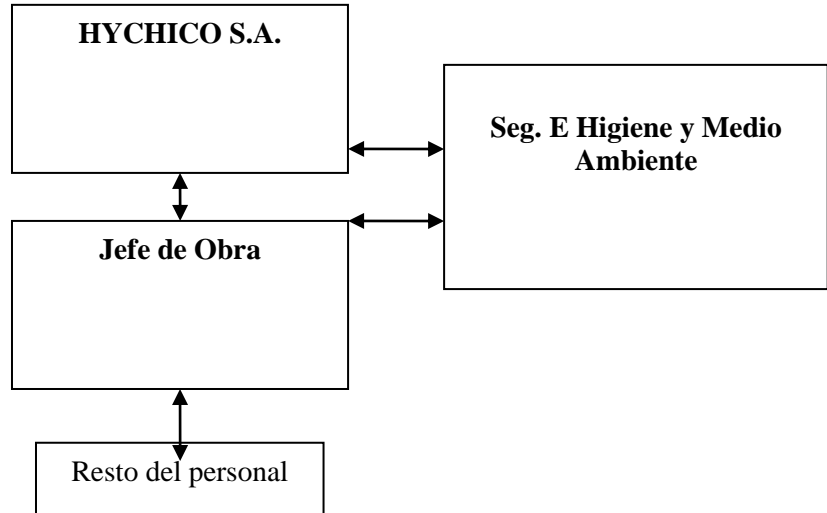 HYCHICO S.A.
Seg. E Higiene y Medio
Ambiente
Jefe de Obra
Resto del personal